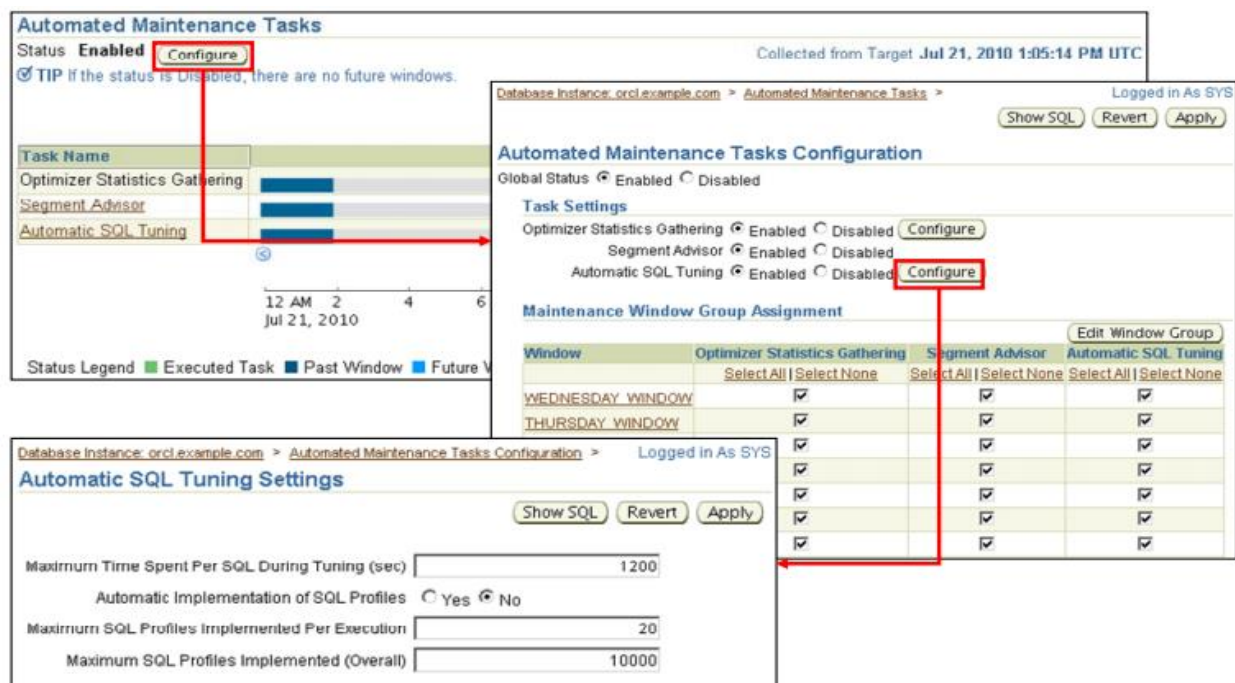 Automated Maintenance Tasks
Status Enabled Configure
Collected from Target Jul 21, 2010 1:05:14 PM UTC
TIP If the status is Disabled, there are no future windows.
Task Name
Optimizer Statistics Gathering
Segment Advisor
Automatic SQL Tuning
12 AM 2 4 6
Jul 21, 2010
Status Legend Executed Task Past Window Future
Database Instance: orcl.example.com > Automated Maintenance Tasks >
Logged in As SYS
Show SQL Revert Apply
Automated Maintenance Tasks Configuration
Global Status Enabled Disabled
Task Settings
Optimizer Statistics Gathering Enabled Disabled Configure
Segment Advisor Enabled Disabled
Automatic SQL Tuning Enabled Disabled Configure
Maintenance Window Group Assignment
Edit Window Group
Window Optimizer Statistics Gathering Segment Advisor Automatic SQL Tuning
Select All | Select None Select All | Select None Select All | Select None
WEDNESDAY_WINDOW
THURSDAY_WINDOW
Database Instance: orcl.example.com > Automated Maintenance Tasks Configuration >
Logged in As SYS
Automatic SQL Tuning Settings
Show SQL Revert Apply
Maximum Time Spent Per SQL During Tuning (sec) 1200
Automatic Implementation of SQL Profiles Yes No
Maximum SQL Profiles Implemented Per Execution 20
Maximum SQL Profiles Implemented (Overall) 10000